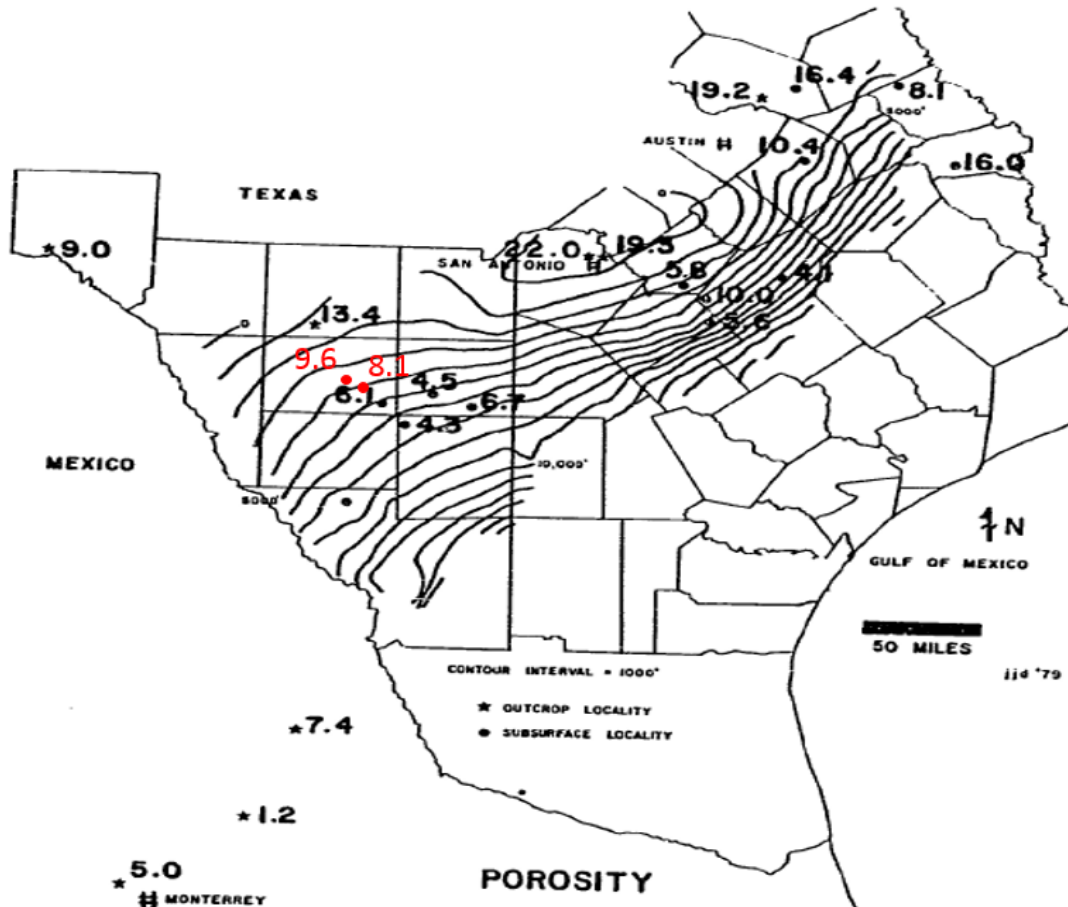 16.4
19.2
8.1
5000'
AUSTIN
10.4
16.0
TEXAS
0
9.0
22.0
19.5
SAN ANTONIO
5.8
4.1
10.0
13.4
0
9.6
8.1
4.5
6.1
6.7
4.3
MEXICO
10,000'
5000'
N
GULF OF MEXICO
50 MILES
jjd '79
CONTOUR INTERVAL = 1000'
★ OUTCROP LOCALITY
● SUBSURFACE LOCALITY
7.4
1.2
5.0
MONTERREY
POROSITY